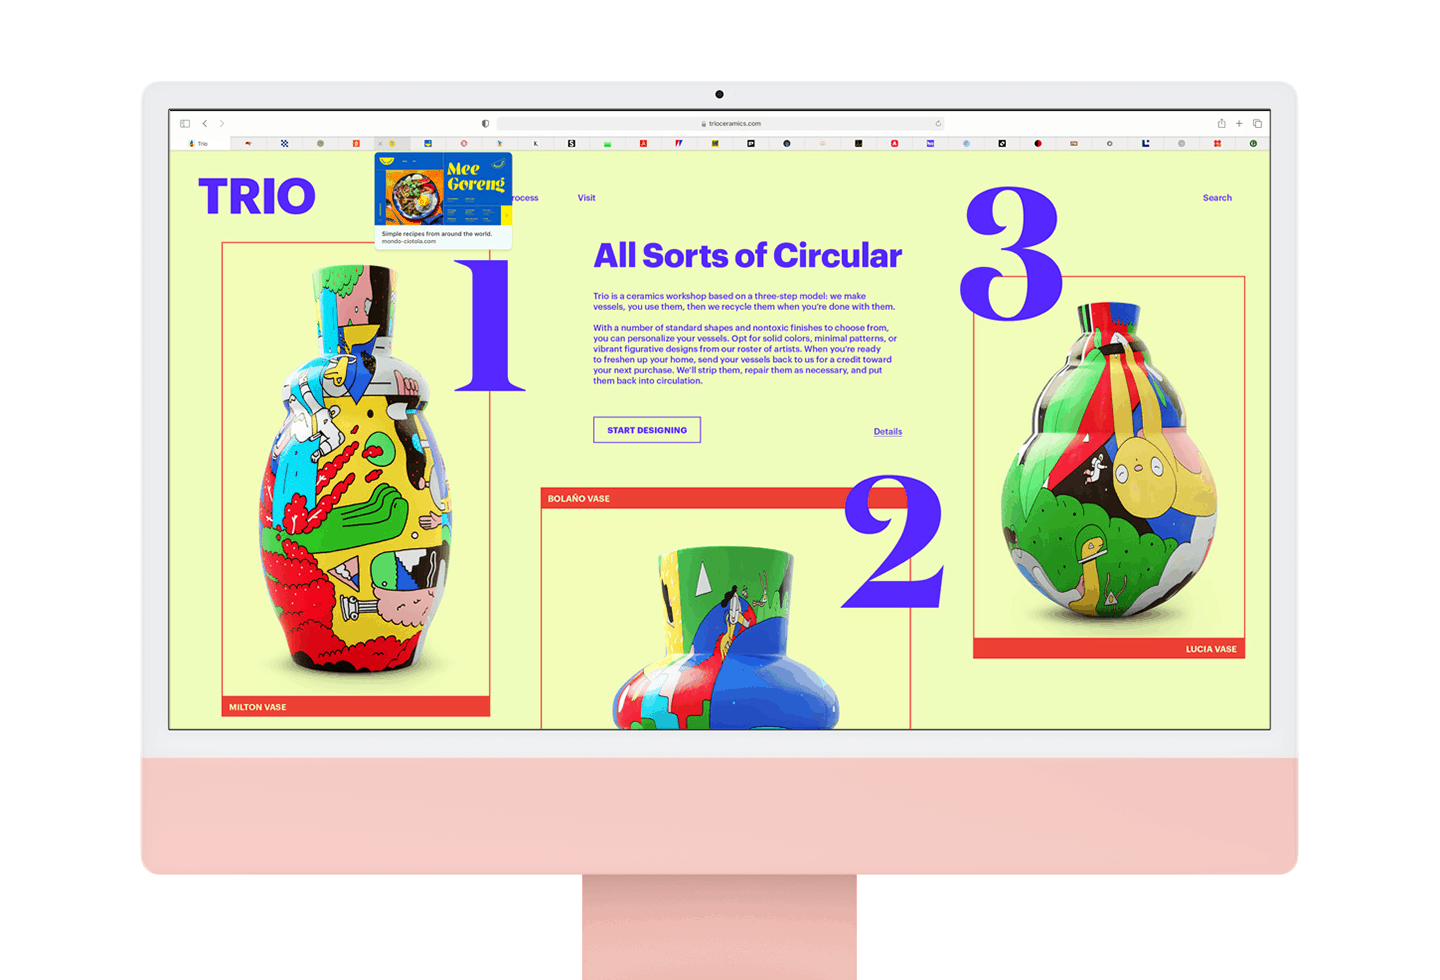 trioceramics.com
Trio
TRIO
rocess
Visit
Search
Mee
Goreng
Simple recipes from around the world.
mondo-ciotola.com
1
All Sorts of Circular
Trio is a ceramics workshop based on a three-step model: we make
vessels, you use them, then we recycle them when you're done with them.
With a number of standard shapes and nontoxic finishes to choose from,
you can personalize your vessels. Opt for solid colors, minimal patterns, or
vibrant figurative designs from our roster of artists. When you're ready
to freshen up your home, send your vessels back to us for a credit toward
your next purchase. We'll strip them, repair them as necessary, and put
them back into circulation.
START DESIGNING
Details
3
2
BOLAÑO VASE
LUCIA VASE
MILTON VASE